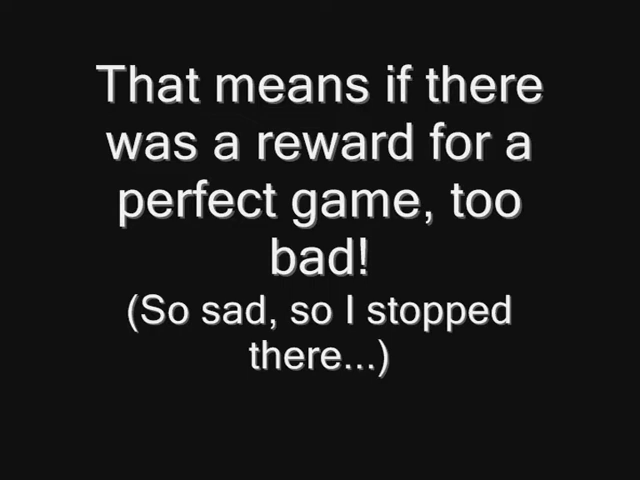 That means if there
was a reward for a
perfect game, too
bad!
(So sad, so I stopped
there...)